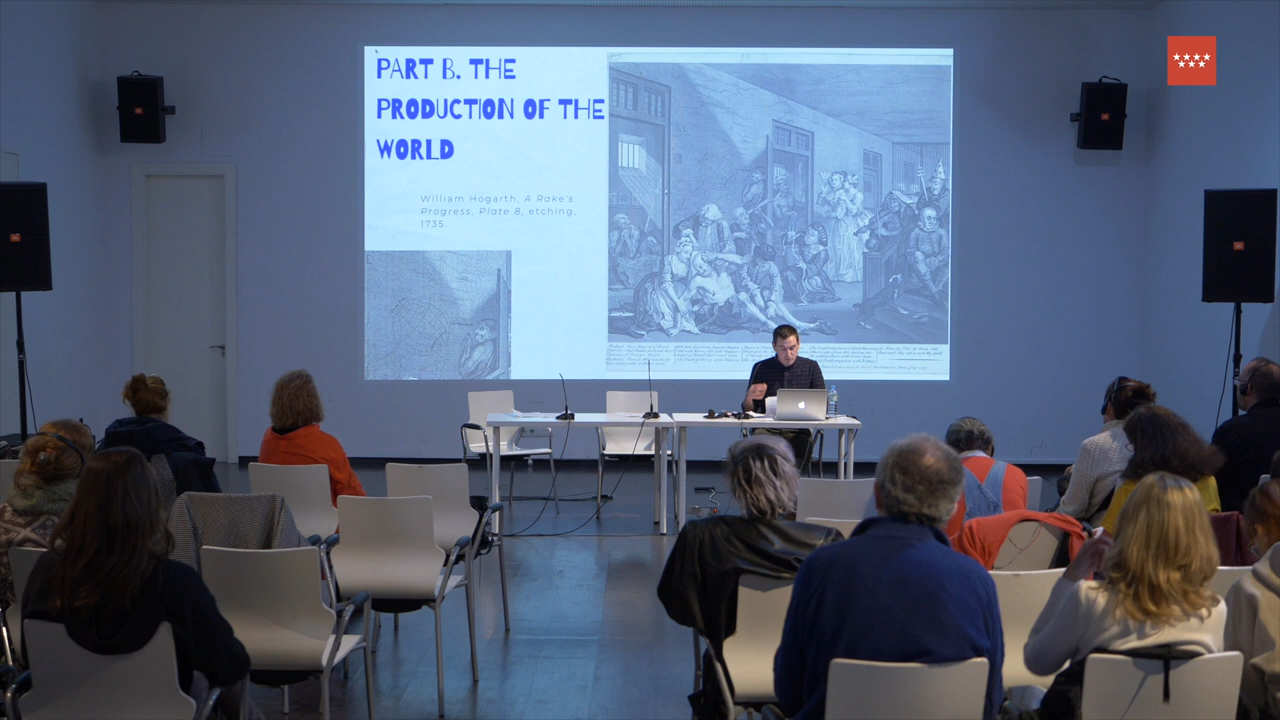 PART B. THE
PRODUCTION OF THE
WORLD
William Hogarth, A Rake's
Progress, Plate 8, etching,
1735